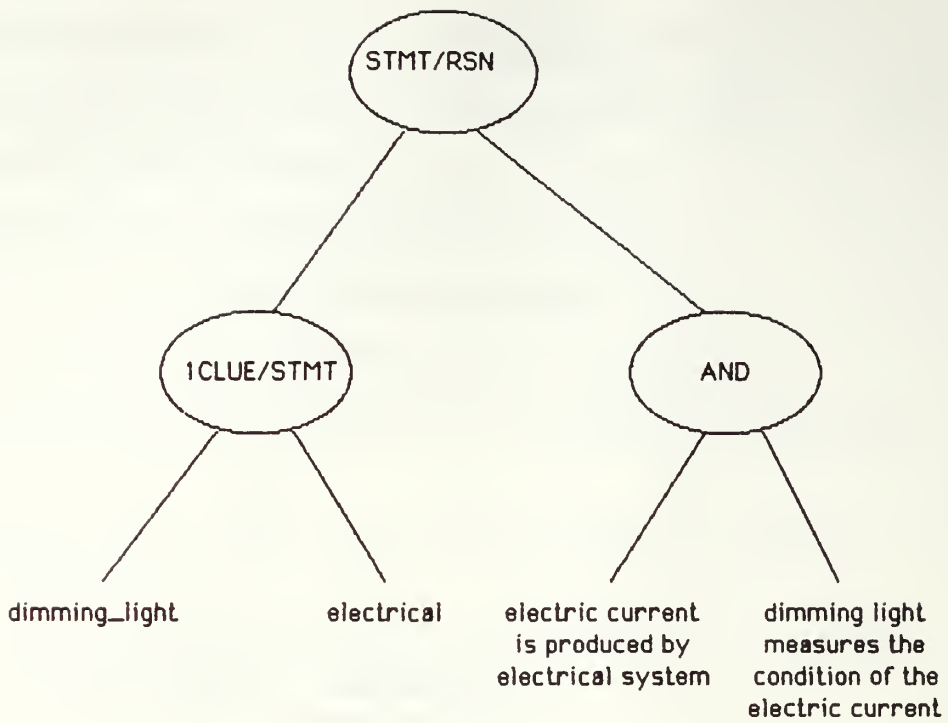 STMT/RSN
1CLUE/STMT
AND
dimming_light
electrical
electric current
is produced by
electrical system
dimming light
measures the
condition of the
electric current